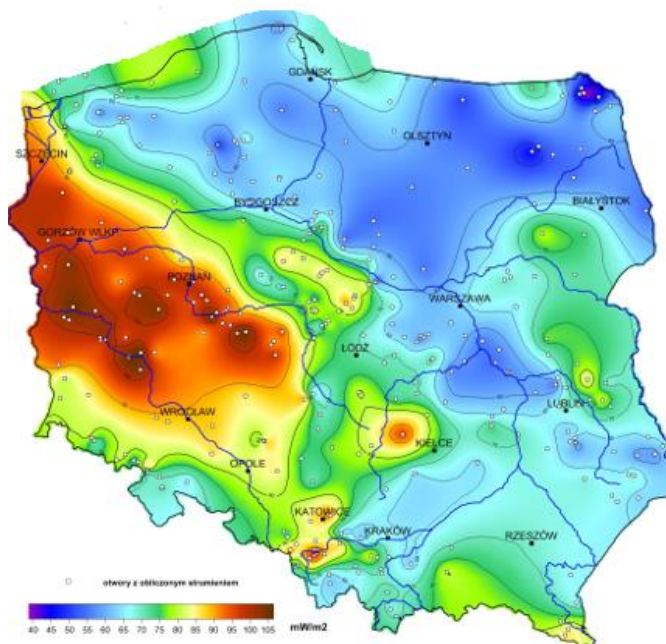 GDAŃSK
OLSZTYN
SZCZECIN
BYDGOSZCZ
BIAŁYSTOK
GORZÓW WLKP
POZNAŃ
WARSZAWA
ŁÓDŹ
WROCŁAW
LUBLIN
KIELCE
OPOLE
KATOWICE
KRAKÓW
RZESZÓW
otwory z obliczonym strumieniem
40 45 50 55 60 65 70 75 80 85 90 95 100 105 mW/m2